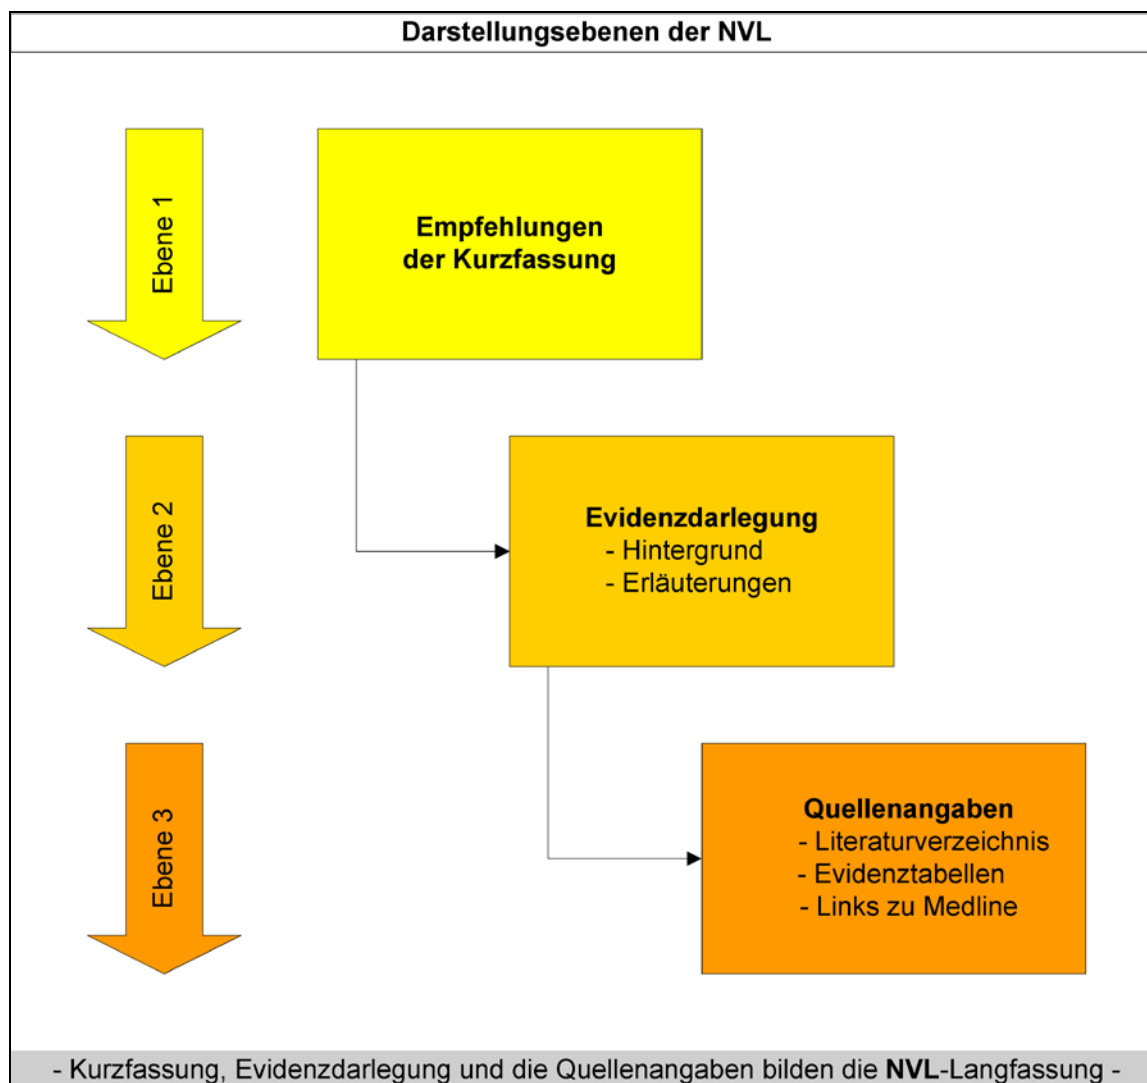 Darstellungsebenen der NVL
Ebene 1
Empfehlungen
der Kurzfassung
Ebene 2
Evidenzdarlegung
- Hintergrund
- Erläuterungen
Ebene 3
Quellenangaben
- Literaturverzeichnis
- Evidenztabellen
- Links zu Medline
- Kurzfassung, Evidenzdarlegung und die Quellenangaben bilden die NVL-Langfassung -